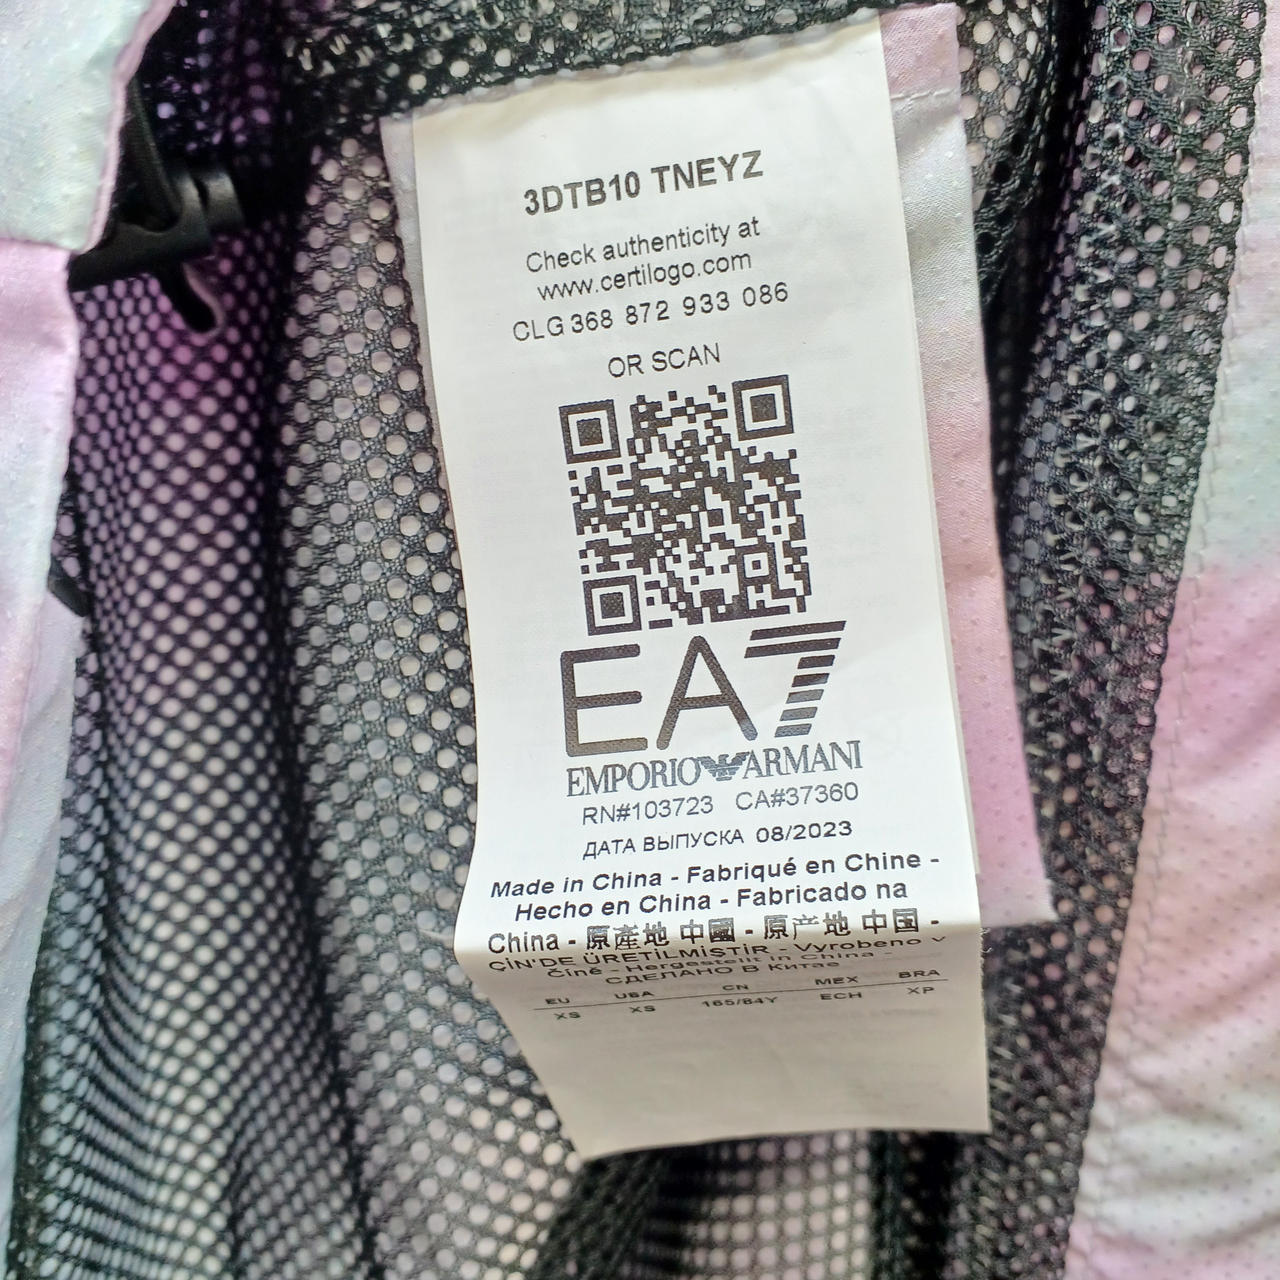 3DTB10 TNEYZ
Check authenticity at
www.certilogo.com
CLG 368 872 933 086
OR SCAN
EA7
EMPORIO ARMANI
RN#103723 CA#37360
ДАТА ВЫПУСКА 08/2023
Made in China - Fabriqué en Chine -
Hecho en China - Fabricado na
China - 原產地 中國 - 原产地 中国 -
ÇİN'DE ÜRETİLMİŞTİR - Vyrobeno v
Číně - Hergestellt in China -
СДЕЛАНО В Китае
EU USA CN MEX BRA
XS XS 165/84Y ECH XP